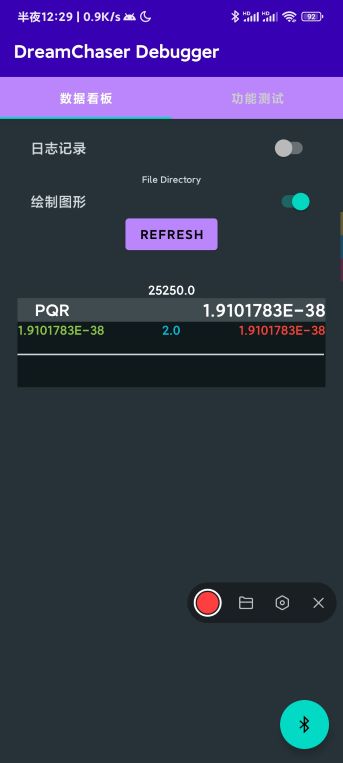 半夜12:29 | 0.9K/s
HD HD 92
DreamChaser Debugger
数据看板 功能测试
日志记录
File Directory
绘制图形
REFRESH
25250.0
PQR 1.9101783E-38
1.9101783E-38 2.0 1.9101783E-38